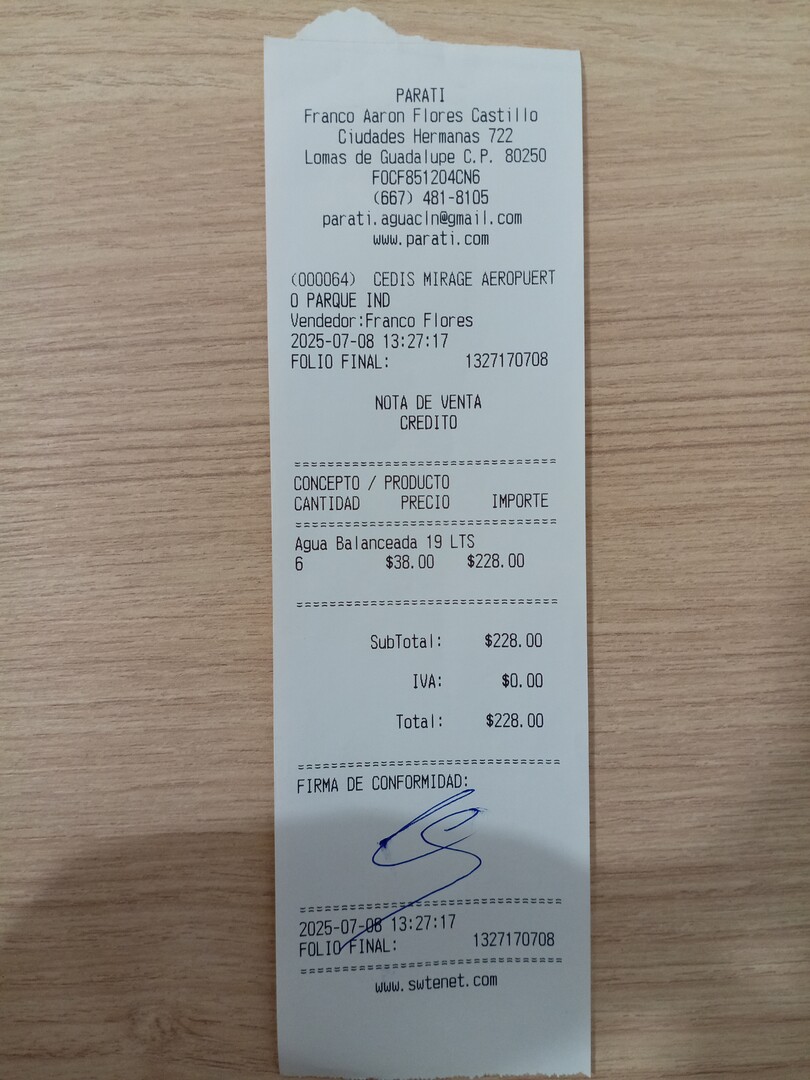 PARATI
Franco Aaron Flores Castillo
Ciudades Hermanas 722
Lomas de Guadalupe C.P. 80250
FOCF851204CN6
(667) 481-8105
parati.aguacln@gmail.com
www.parati.com
(000064) CEDIS MIRAGE AEROPUERT
O PARQUE IND
Vendedor:Franco Flores
2025-07-08 13:27:17
FOLIO FINAL: 1327170708
NOTA DE VENTA
CREDITO
================================
CONCEPTO / PRODUCTO
CANTIDAD PRECIO IMPORTE
================================
Agua Balanceada 19 LTS
6 $38.00 $228.00
================================
SubTotal: $228.00
IVA: $0.00
Total: $228.00
================================
FIRMA DE CONFORMIDAD:
================================
2025-07-08 13:27:17
FOLIO FINAL: 1327170708
================================
www.swtenet.com